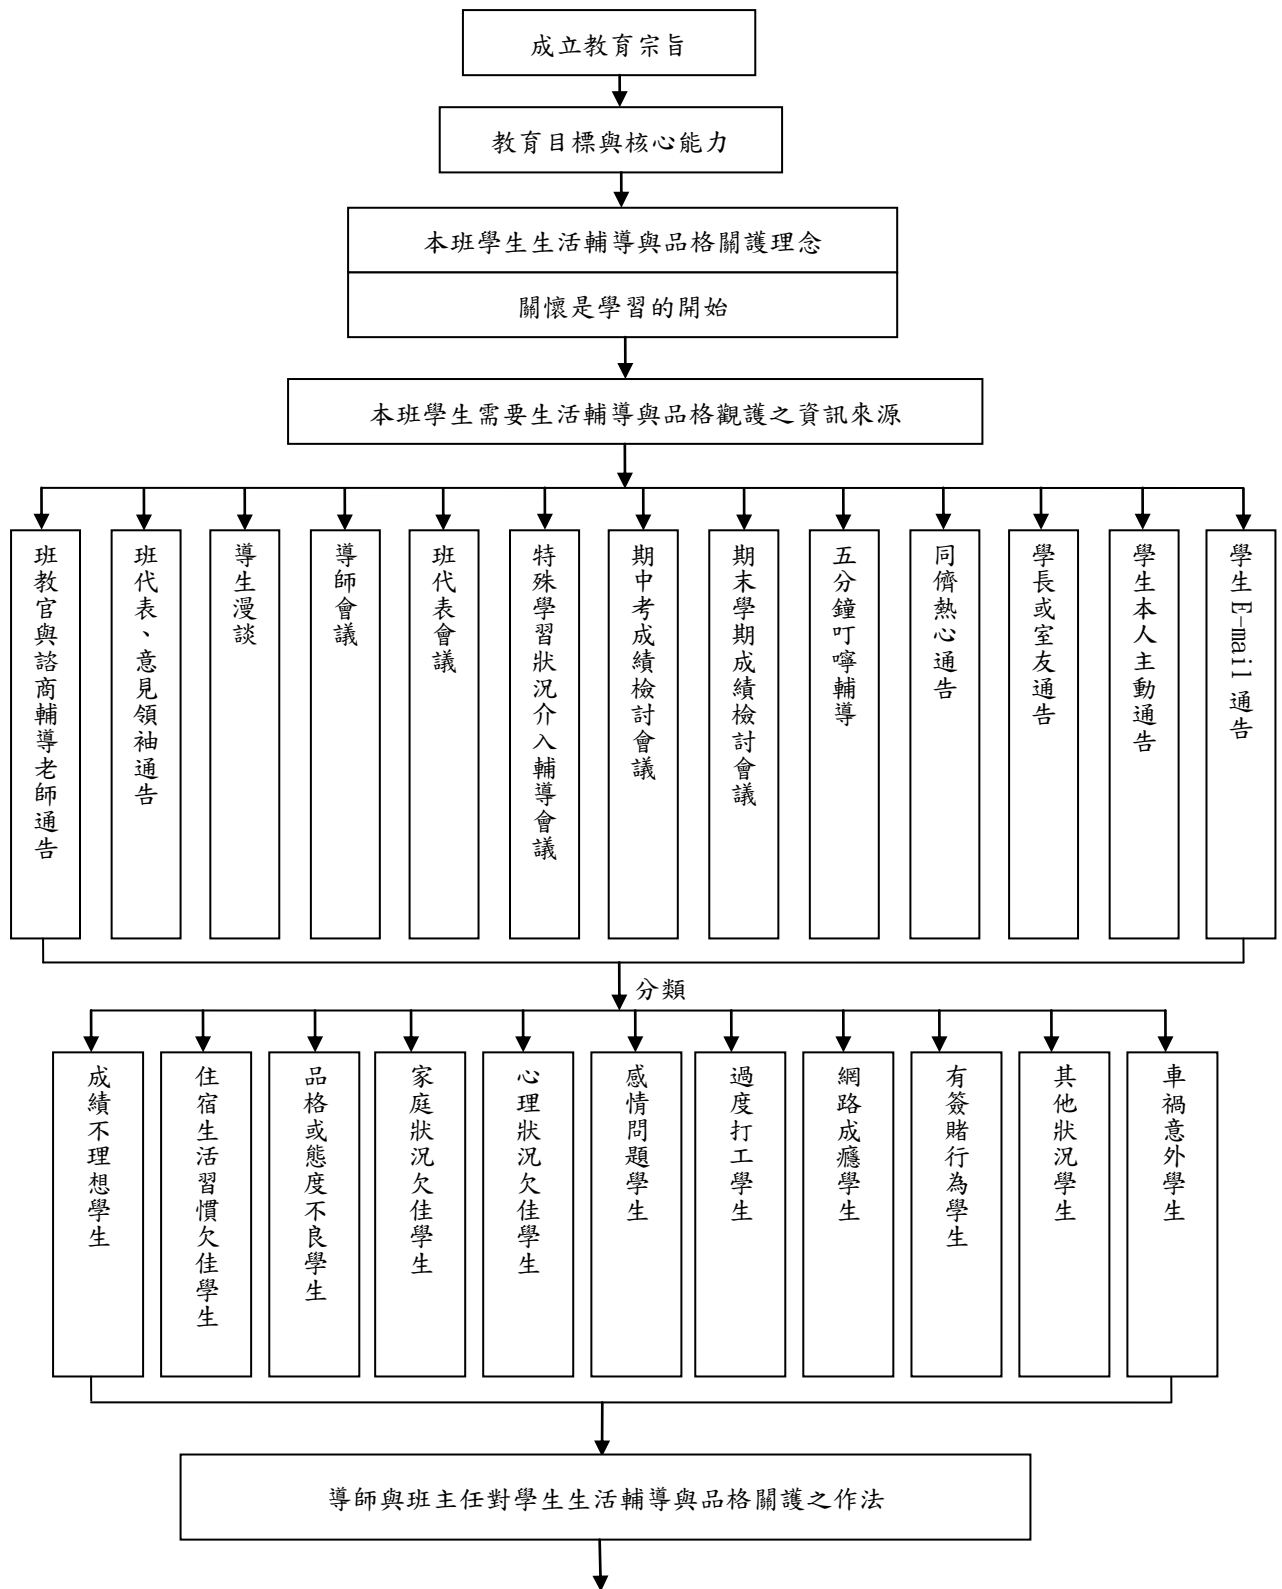 成立教育宗旨
教育目標與核心能力
本班學生生活輔導與品格關護理念
關懷是學習的開始
本班學生需要生活輔導與品格觀護之資訊來源
班教官與諮商輔導老師通告
班代表、意見領袖通告
導生漫談
導師會議
班代表會議
特殊學習狀況介入輔導會議
期中考成績檢討會議
期末學期成績檢討會議
五分鐘叮嚀輔導
同儕熱心通告
學長或室友通告
學生本人主動通告
學生 E-mail 通告
分類
成績不理想學生
住宿生活習慣欠佳學生
品格或態度不良學生
家庭狀況欠佳學生
心理狀況欠佳學生
感情問題學生
過度打工學生
網路成癮學生
有簽賭行為學生
其他狀況學生
車禍意外學生
導師與班主任對學生生活輔導與品格關護之作法